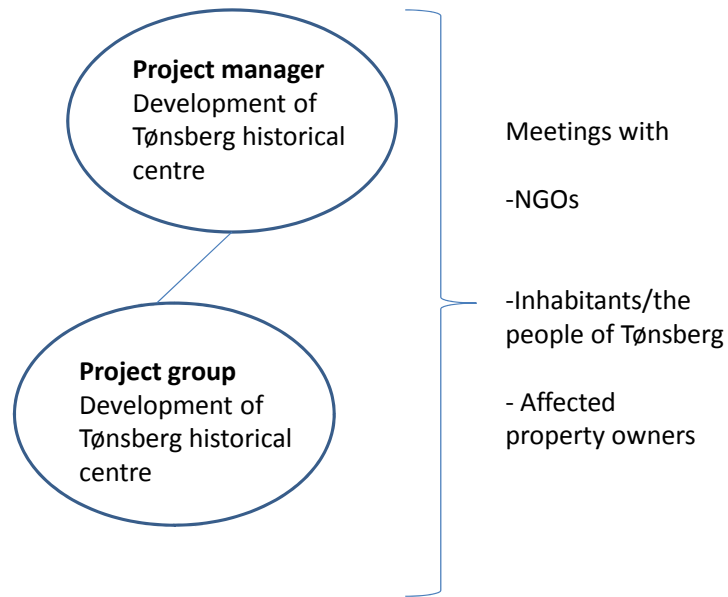 Project manager
Development of
Tønsberg historical
centre
Project group
Development of
Tønsberg historical
centre
Meetings with
-NGOs
-Inhabitants/the
people of Tønsberg
- Affected
property owners